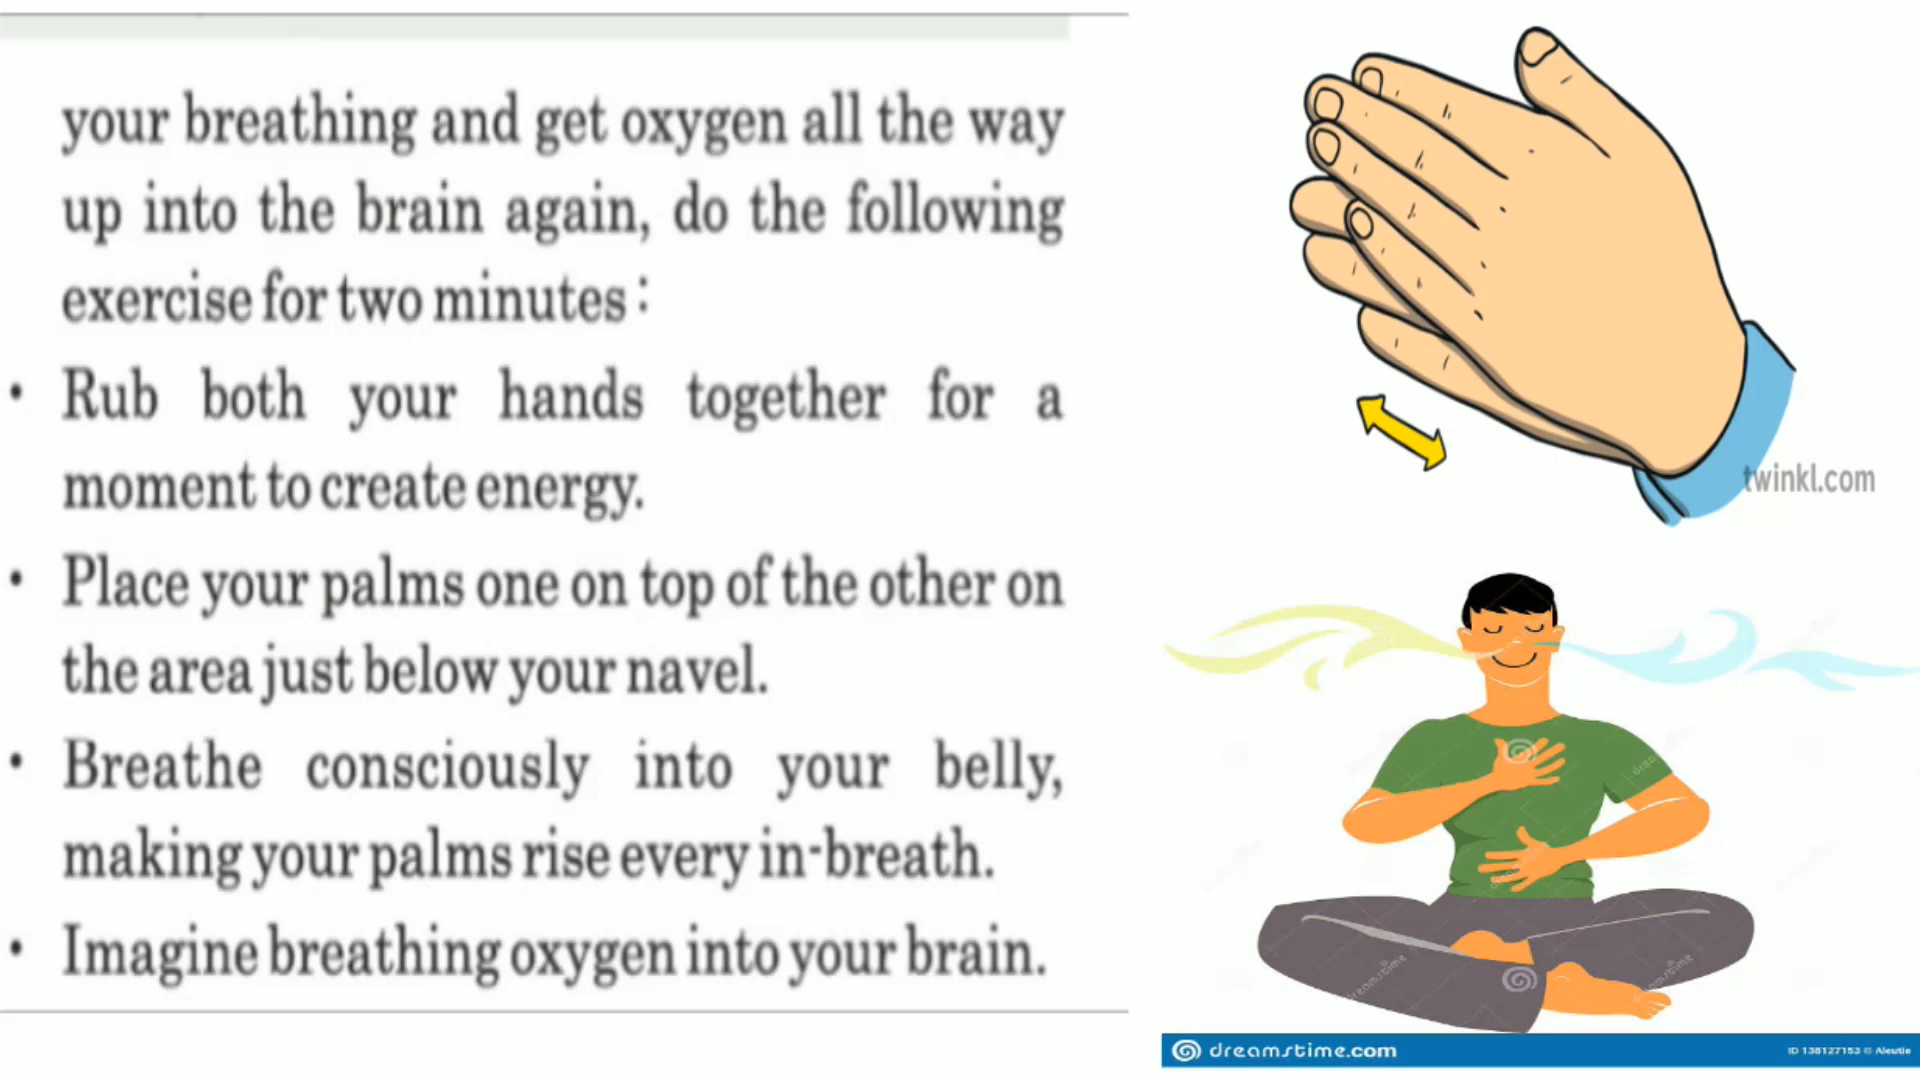 your breathing and get oxygen all the way
up into the brain again, do the following
exercise for two minutes :
• Rub both your hands together for a
moment to create energy.
• Place your palms one on top of the other on
the area just below your navel.
• Breathe consciously into your belly,
making your palms rise every in-breath.
• Imagine breathing oxygen into your brain.
twinkl.com
dreamstime.com
ID 138127153 © Aleutie